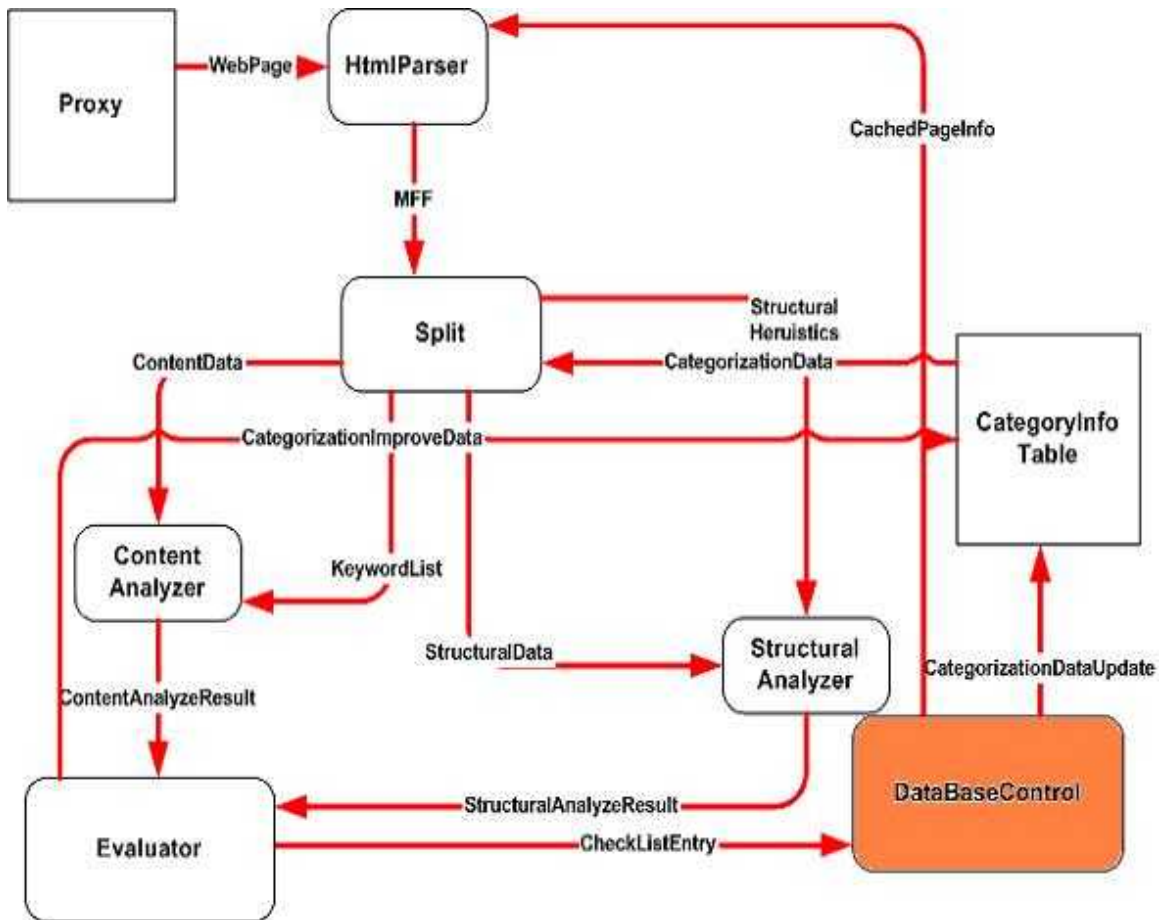 WebPage
HtmlParser
Proxy
CachedPageInfo
MFF
Structural
Heruistics
Split
ContentData
CategorizationData
CategorizationImproveData
CategoryInfo
Table
Content
Analyzer
KeywordList
StructuralData
Structural
Analyzer
CategorizationDataUpdate
ContentAnalyzeResult
DataBaseControl
StructuralAnalyzeResult
Evaluator
CheckListEntry